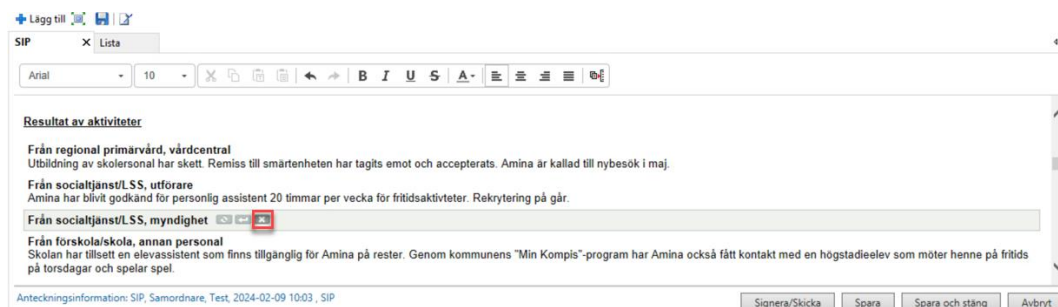 Lägg till
SIP X Lista
Arial 10 B I U S A
Resultat av aktiviteter
Från regional primärvård, vårdcentral
Utbildning av skolersonal har skett. Remiss till smärtenheten har tagits emot och accepterats. Amina är kallad till nybesök i maj.
Från socialtjänst/LSS, utförare
Amina har blivit godkänd för personlig assistent 20 timmar per vecka för fritidsaktivteter. Rekrytering på går.
Från socialtjänst/LSS, myndighet
Från förskola/skola, annan personal
Skolan har tillsett en elevassistent som finns tillgänglig för Amina på rester. Genom kommunens "Min Kompis"-program har Amina också fått kontakt med en högstadieelev som möter henne på fritids
på torsdagar och spelar spel.
Anteckningsinformation: SIP, Samordnare, Test, 2024-02-09 10:03 , SIP
Signera/Skicka Spara Spara och stäng Avbryt